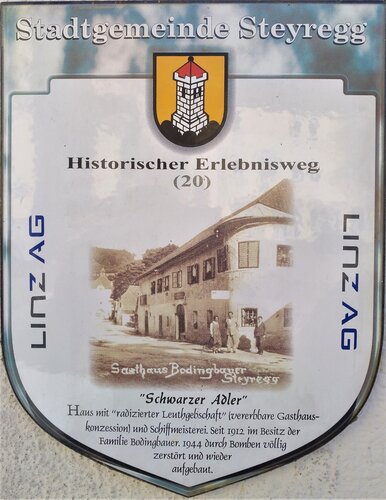 Stadtgemeinde Steyregg
Historischer Erlebnisweg
(20)
LINZ AG
LINZ AG
Gasthaus Bodingbauer
Steyregg
"Schwarzer Adler"
Haus mit "radizierter Leuthgebschaft" (vererbbare Gasthaus-
konzession) und Schiffmeisterei. Seit 1912 im Besitz der
Familie Bodingbauer. 1944 durch Bomben völlig
zerstört und wieder
aufgebaut.